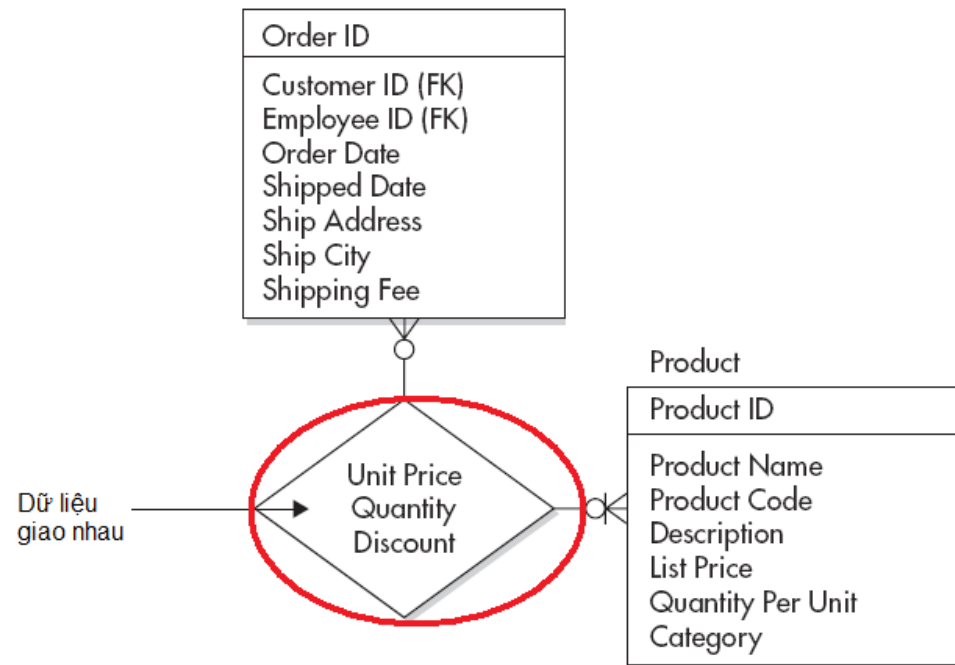 Order ID
Customer ID (FK)
Employee ID (FK)
Order Date
Shipped Date
Ship Address
Ship City
Shipping Fee
Product
Product ID
Product Name
Product Code
Description
List Price
Quantity Per Unit
Category
Unit Price
Quantity
Discount
Dữ liệu
giao nhau